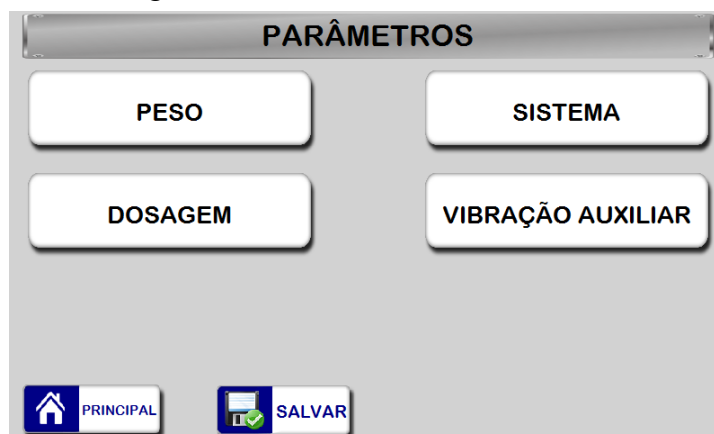 PARÂMETROS
PESO
SISTEMA
DOSAGEM
VIBRAÇÃO AUXILIAR
PRINCIPAL
SALVAR